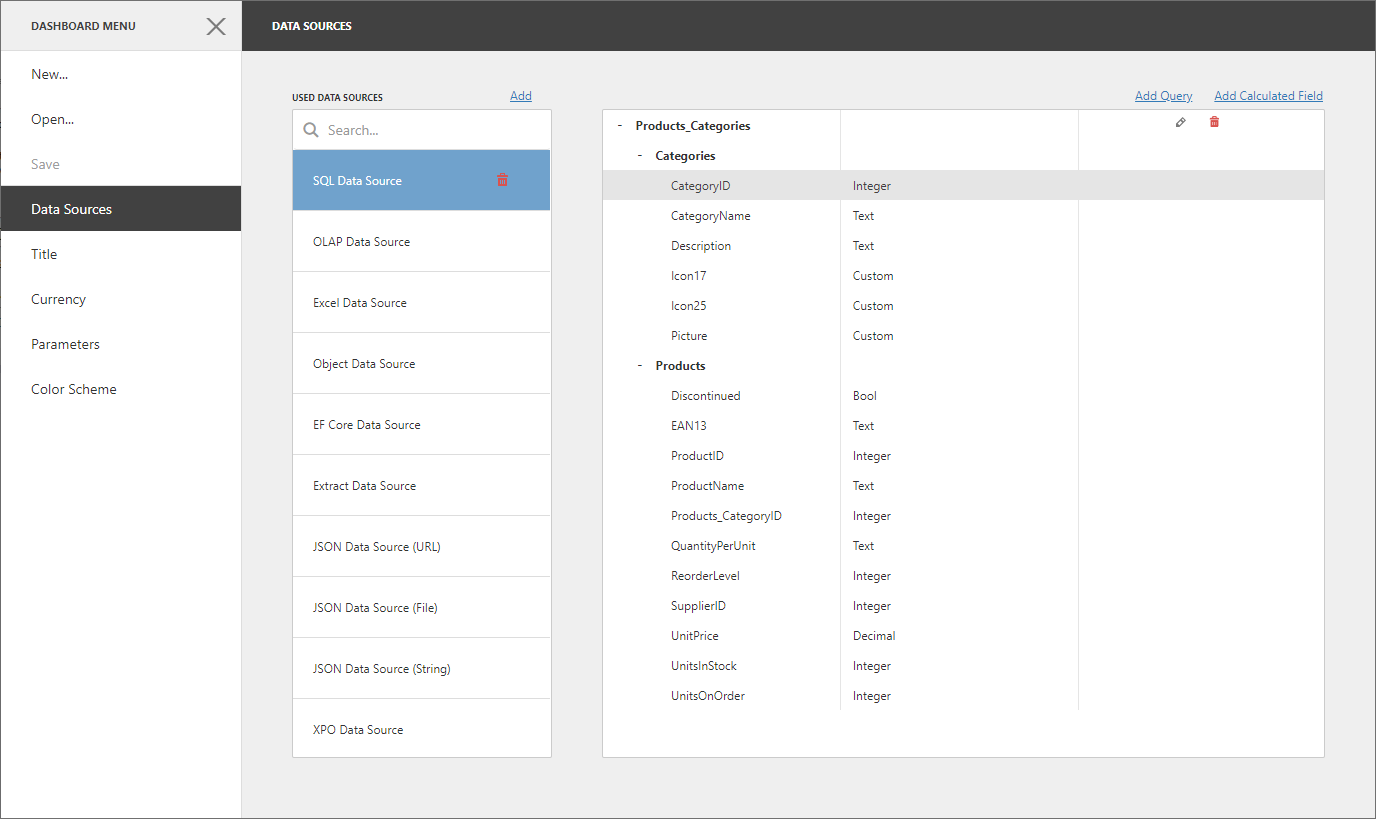 DASHBOARD MENU
DATA SOURCES
New...
Open...
Save
Data Sources
Title
Currency
Parameters
Color Scheme
USED DATA SOURCES Add
Search...
SQL Data Source
OLAP Data Source
Excel Data Source
Object Data Source
EF Core Data Source
Extract Data Source
JSON Data Source (URL)
JSON Data Source (File)
JSON Data Source (String)
XPO Data Source
Add Query Add Calculated Field
- Products_Categories
- Categories
CategoryID Integer
CategoryName Text
Description Text
Icon17 Custom
Icon25 Custom
Picture Custom
- Products
Discontinued Bool
EAN13 Text
ProductID Integer
ProductName Text
Products_CategoryID Integer
QuantityPerUnit Text
ReorderLevel Integer
SupplierID Integer
UnitPrice Decimal
UnitsInStock Integer
UnitsOnOrder Integer